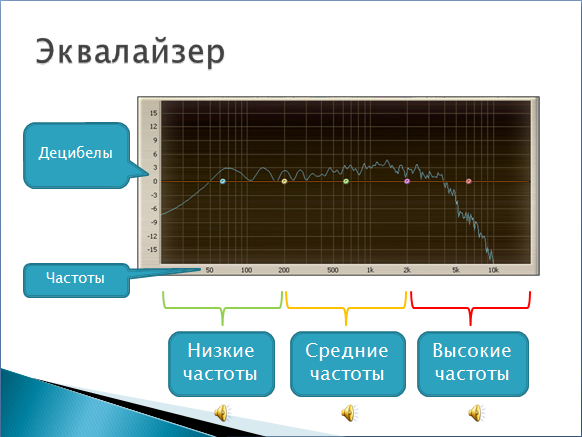 Эквалайзер
Децибелы
15
12
9
6
3
0
-3
-6
-9
-12
-15
Частоты
50 100 200 500 1k 2k 5k 10k
Низкие
частоты
Средние
частоты
Высокие
частоты